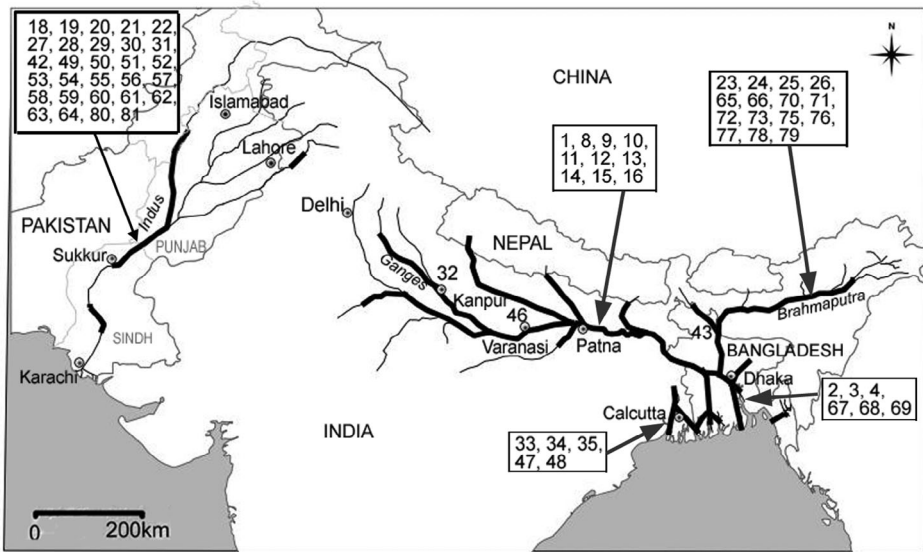 18, 19, 20, 21, 22,
27, 28, 29, 30, 31,
42, 49, 50, 51, 52,
53, 54, 55, 56, 57,
58, 59, 60, 61, 62,
63, 64, 80, 81
N
CHINA
23, 24, 25, 26,
65, 66, 70, 71,
72, 73, 75, 76,
77, 78, 79
Islamabad
1, 8, 9, 10,
11, 12, 13,
14, 15, 16
Lahore
Delhi
PAKISTAN
Indus
PUNJAB
NEPAL
Sukkur
Ganges
32
Kanpur
Brahmaputra
46
43
SINDH
Varanasi
Patna
BANGLADESH
Karachi
Dhaka
2, 3, 4,
67, 68, 69
Calcutta
INDIA
33, 34, 35,
47, 48
0 200km